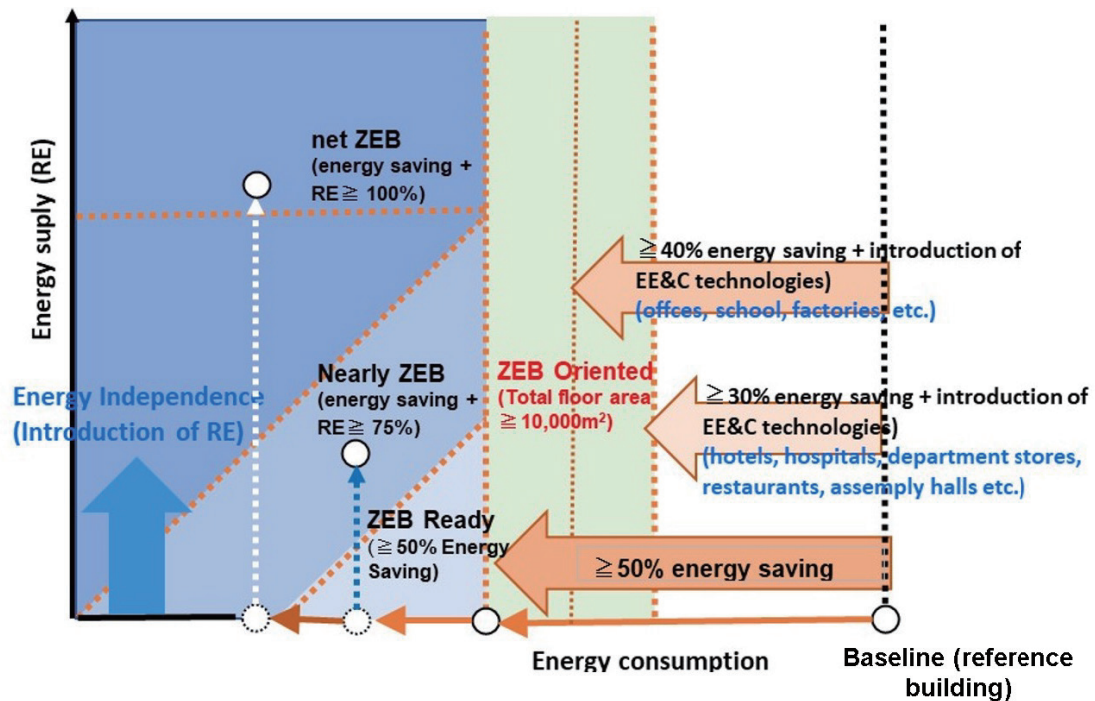 Energy suply (RE)
net ZEB
(energy saving +
RE≧ 100%)
≧40% energy saving + introduction of
EE&C technologies)
(offces, school, factories, etc.)
Nearly ZEB
(energy saving +
RE≧ 75%)
ZEB Oriented
(Total floor area
≧ 10,000m²)
Energy Independence
(Introduction of RE)
≧30% energy saving + introduction of
EE&C technologies)
(hotels, hospitals, department stores,
restaurants, assemply halls etc.)
ZEB Ready
(≧50% Energy
Saving)
≧50% energy saving
Energy consumption
Baseline (reference
building)